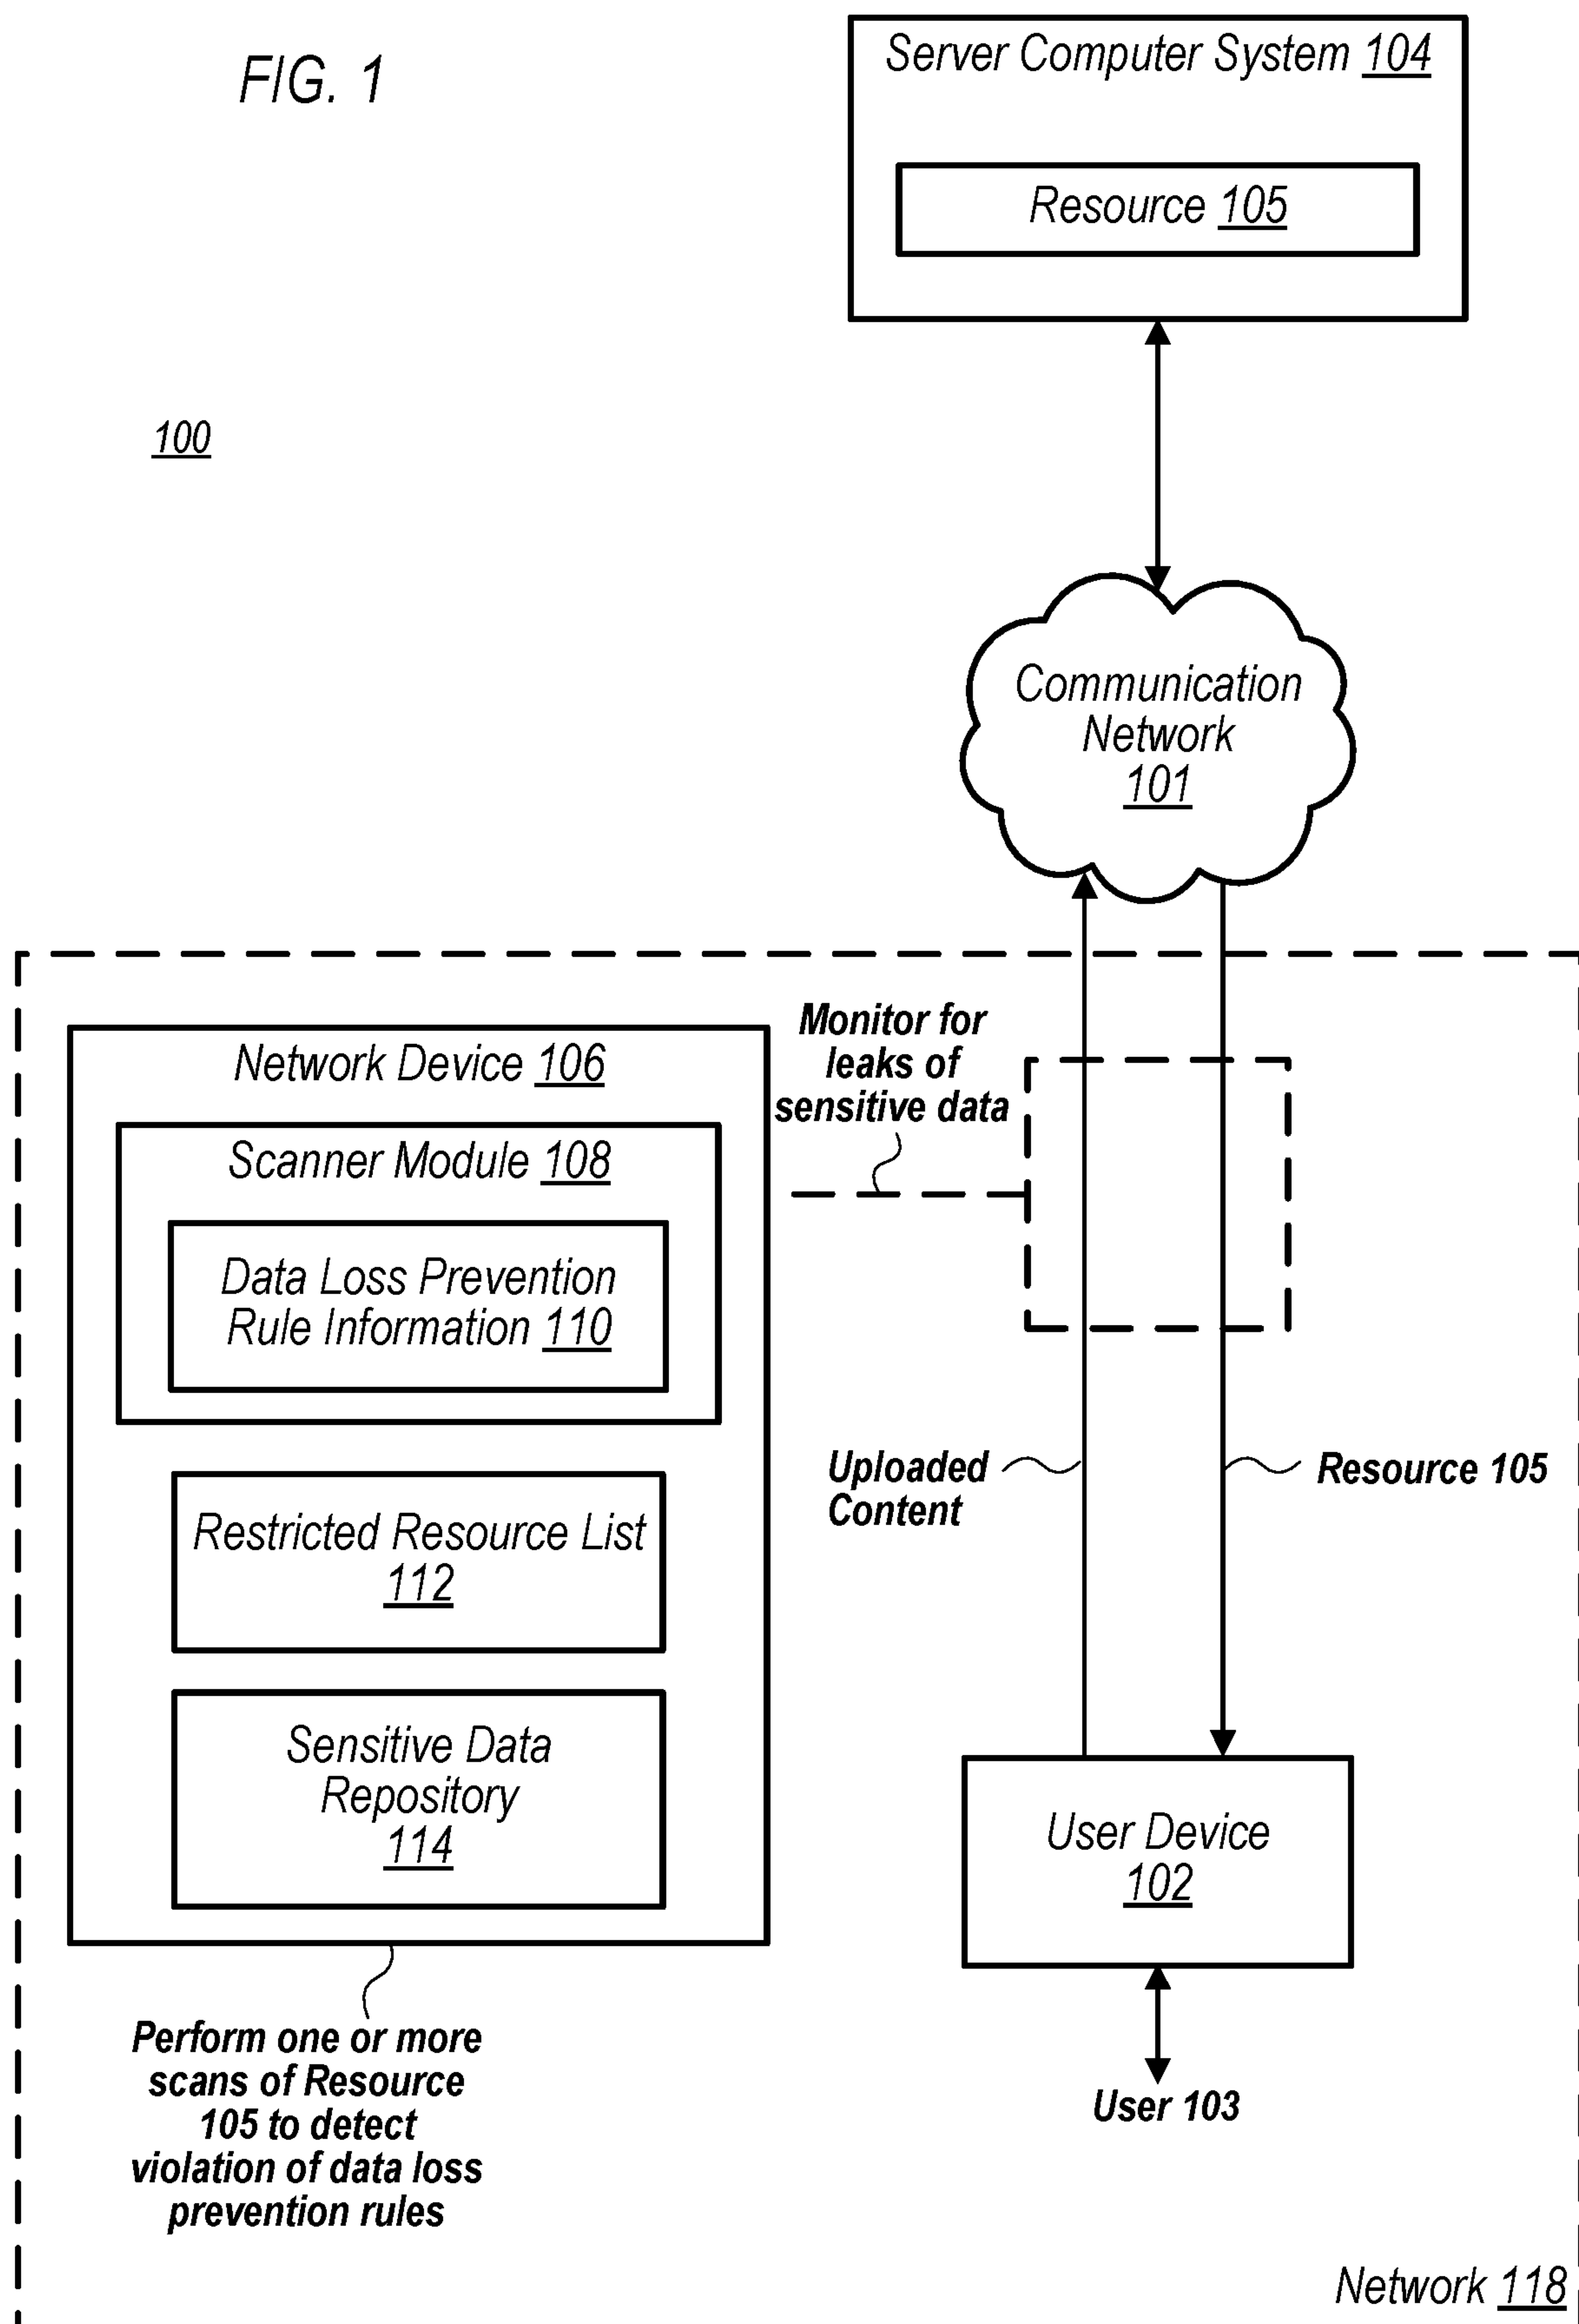 FIG. 1
Server Computer System 104
Resource 105
100
Communication
Network
101
Monitor for
leaks of
sensitive data
Network Device 106
Scanner Module 108
Data Loss Prevention
Rule Information 110
Uploaded
Content
Resource 105
Restricted Resource List
112
Sensitive Data
Repository
114
User Device
102
Perform one or more
scans of Resource
105 to detect
violation of data loss
prevention rules
User 103
Network 118